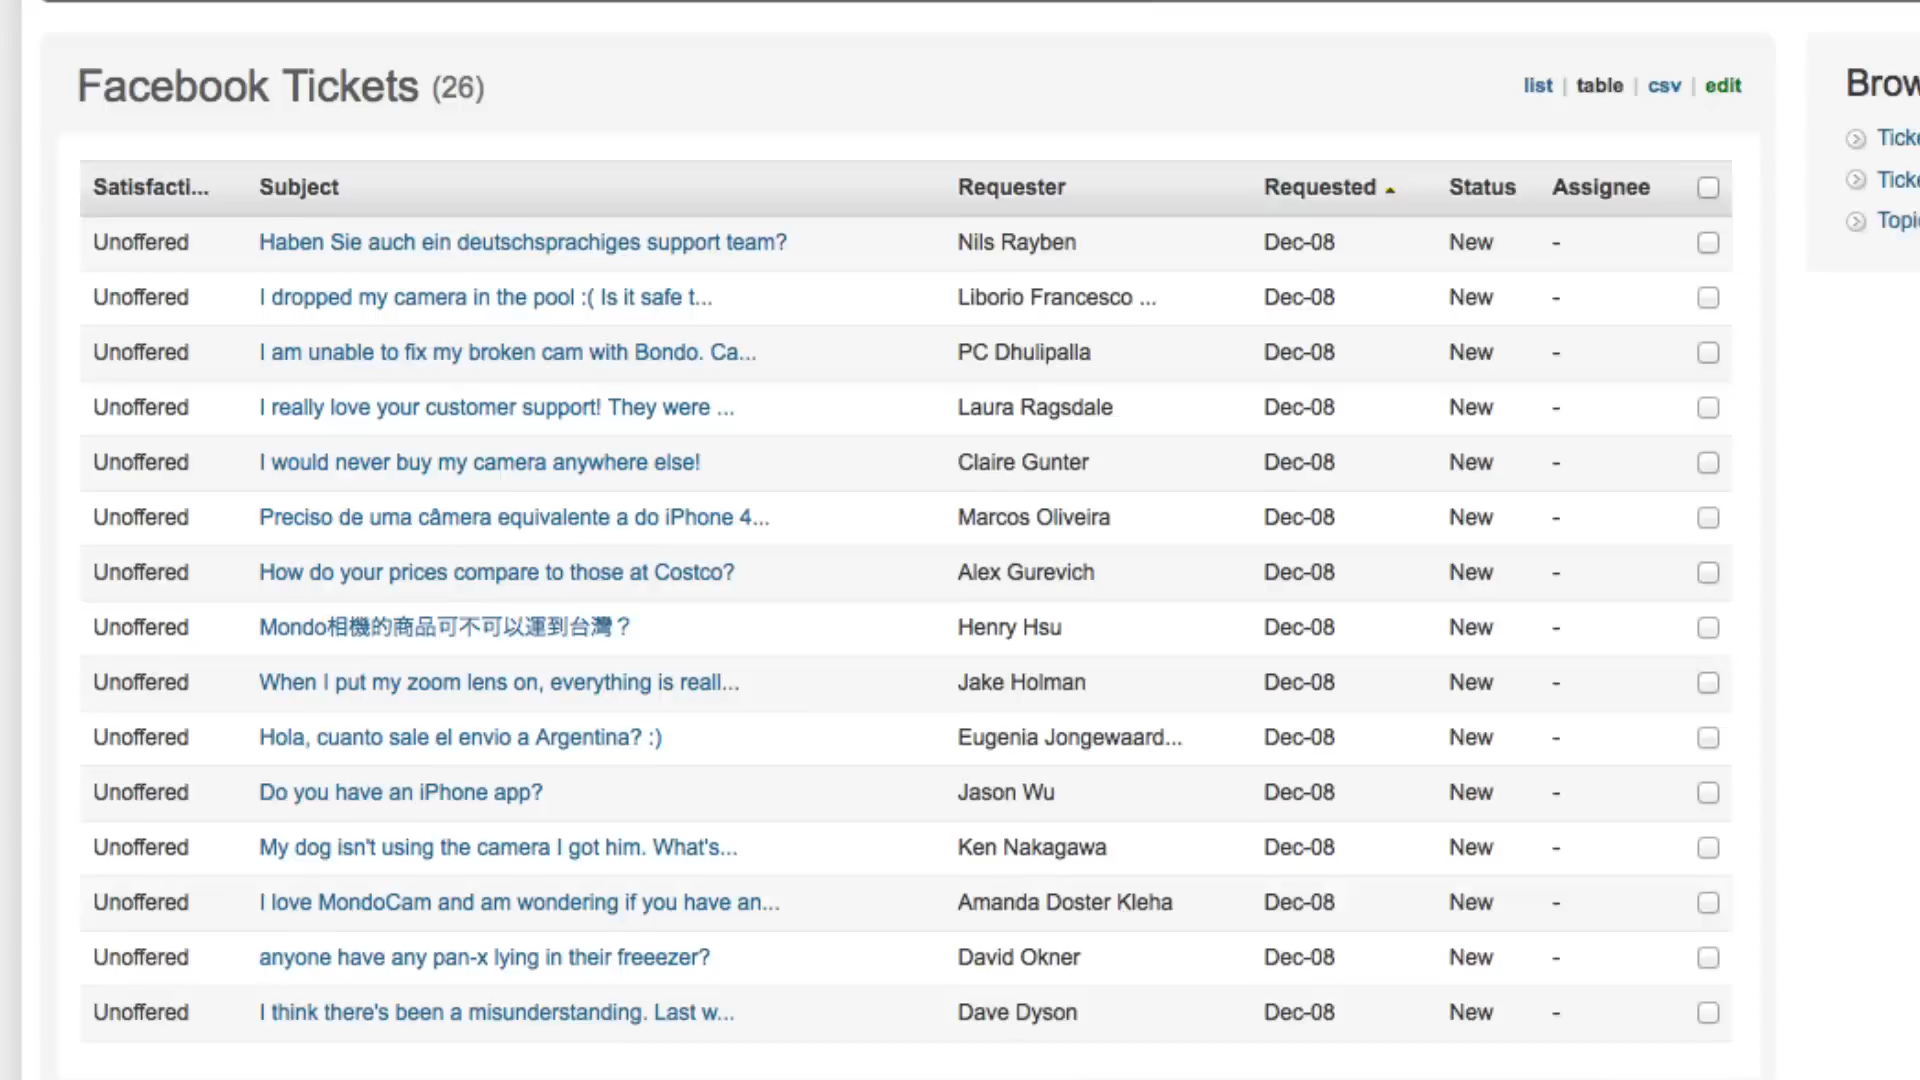 Facebook Tickets (26)
list | table | csv | edit
Satisfacti... Subject Requester Requested Status Assignee
Unoffered Haben Sie auch ein deutschsprachiges support team? Nils Rayben Dec-08 New -
Unoffered I dropped my camera in the pool :( Is it safe t... Liborio Francesco ... Dec-08 New -
Unoffered I am unable to fix my broken cam with Bondo. Ca... PC Dhulipalla Dec-08 New -
Unoffered I really love your customer support! They were ... Laura Ragsdale Dec-08 New -
Unoffered I would never buy my camera anywhere else! Claire Gunter Dec-08 New -
Unoffered Preciso de uma câmera equivalente a do iPhone 4... Marcos Oliveira Dec-08 New -
Unoffered How do your prices compare to those at Costco? Alex Gurevich Dec-08 New -
Unoffered Mondo相機的商品可不可以運到台灣？ Henry Hsu Dec-08 New -
Unoffered When I put my zoom lens on, everything is reall... Jake Holman Dec-08 New -
Unoffered Hola, cuanto sale el envio a Argentina? :) Eugenia Jongewaard... Dec-08 New -
Unoffered Do you have an iPhone app? Jason Wu Dec-08 New -
Unoffered My dog isn't using the camera I got him. What's... Ken Nakagawa Dec-08 New -
Unoffered I love MondoCam and am wondering if you have an... Amanda Doster Kleha Dec-08 New -
Unoffered anyone have any pan-x lying in their freeezer? David Okner Dec-08 New -
Unoffered I think there's been a misunderstanding. Last w... Dave Dyson Dec-08 New -